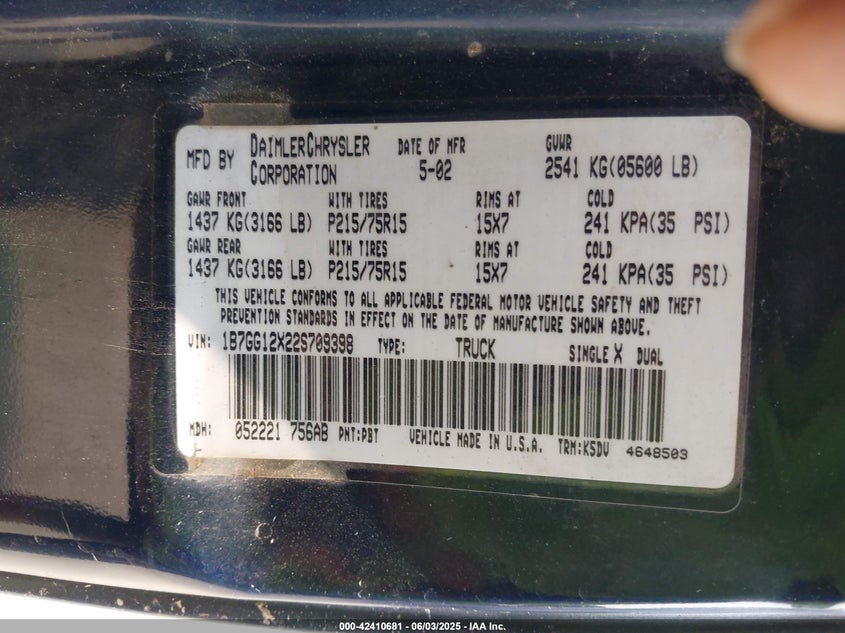 MFD BY DAIMLERCHRYSLER CORPORATION DATE OF MFR 5-02 GVWR 2541 KG(05600 LB)
GAWR FRONT WITH TIRES RIMS AT COLD
1437 KG(3166 LB) P215/75R15 15X7 241 KPA(35 PSI)
GAWR REAR WITH TIRES RIMS AT COLD
1437 KG(3166 LB) P215/75R15 15X7 241 KPA(35 PSI)
THIS VEHICLE CONFORMS TO ALL APPLICABLE FEDERAL MOTOR VEHICLE SAFETY AND THEFT
PREVENTION STANDARDS IN EFFECT ON THE DATE OF MANUFACTURE SHOWN ABOVE.
VIN: 1B7GG12X22S709398 TYPE: TRUCK SINGLE X DUAL
MDH: 052221 756AB PNT:PBT VEHICLE MADE IN U.S.A. TRM:K5DV 4648503
000-42410681 - 06/03/2025 - IAA Inc.